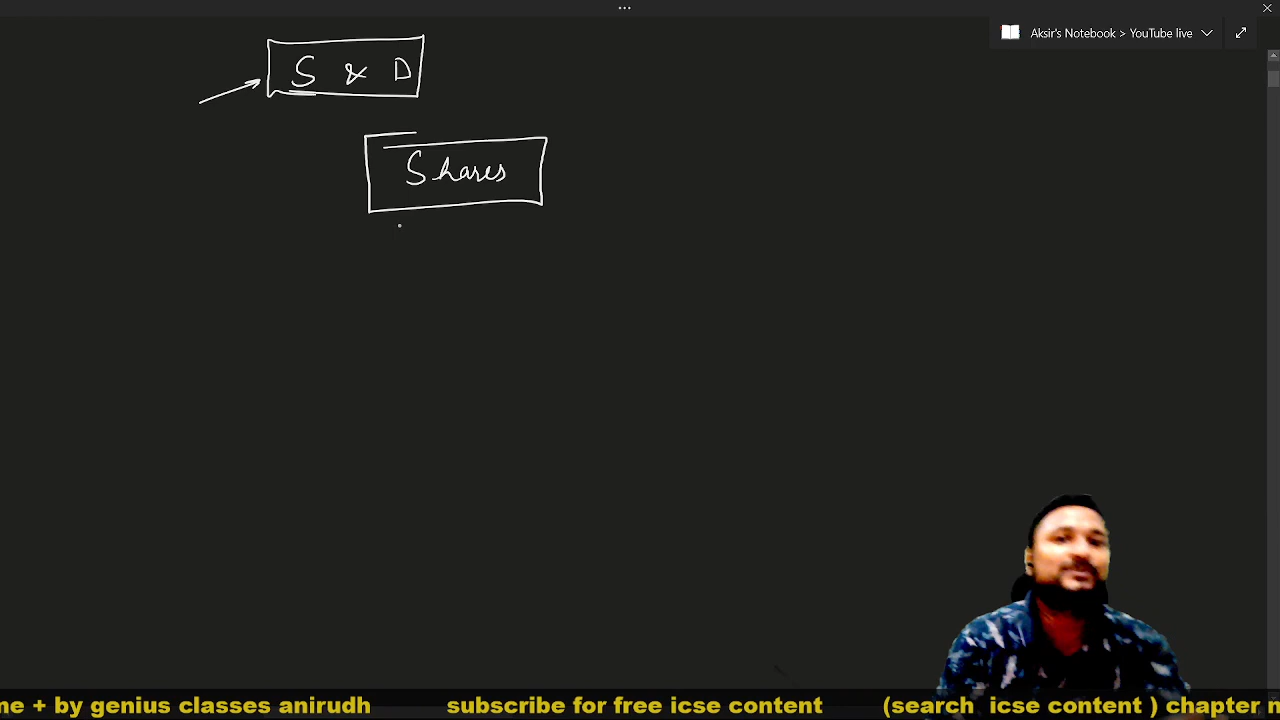 Aksir's Notebook > YouTube live
S & D
Shares
me + by genius classes anirudh subscribe for free icse content (search icse content ) chapter n